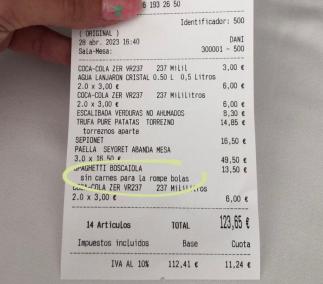 6 193 26 50
Identificador: 500
( ORIGINAL )
28 abr. 2023 16:40 DANI
Sala-Mesa: 300001 - 500
COCA-COLA ZER VR237 237 Milil 3,00 €
AGUA LANJARON CRISTAL 0.50 L 0,5 Litros
2.0 x 3,00 € 6,00 €
COCA-COLA ZER VR237 237 Mililitros
2.0 x 3,00 € 6,00 €
ESCALIBADA VERDURAS NO AHUMADOS 8,30 €
TRUFA PURE PATATAS TORREZNO 14,85 €
torreznos aparte
SEPIONET 16,50 €
PAELLA SEYORET ABANDA MESA
3.0 x 16,50 € 49,50 €
SPAGHETTI BOSCAIOLA 13,50 €
sin carnes para la rompe bolas
COCA-COLA ZER VR237 237 Mililitros
2.0 x 3,00 € 6,00 €
14 Artículos TOTAL 123,65 €
Impuestos incluidos Base Cuota
IVA AL 10% 112,41 € 11,24 €